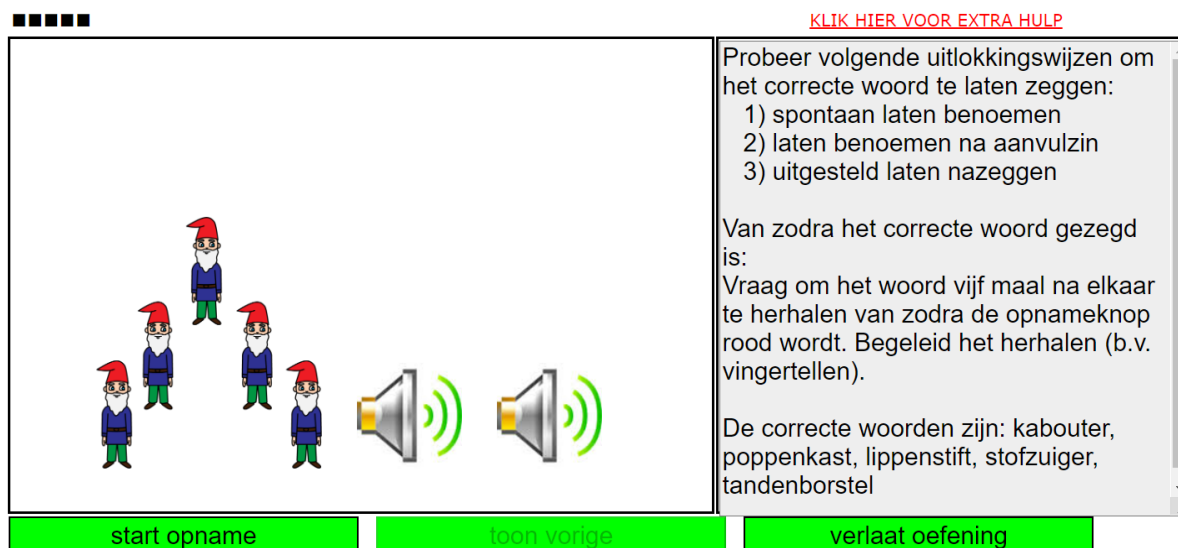 KLIK HIER VOOR EXTRA HULP
Probeer volgende uitlokkingswijzen om
het correcte woord te laten zeggen:
1) spontaan laten benoemen
2) laten benoemen na aanvulzin
3) uitgesteld laten nazeggen
Van zodra het correcte woord gezegd
is:
Vraag om het woord vijf maal na elkaar
te herhalen van zodra de opnameknop
rood wordt. Begeleid het herhalen (b.v.
vingertellen).
De correcte woorden zijn: kabouter,
poppenkast, lippenstift, stofzuiger,
tandenborstel
start opname
toon vorige
verlaat oefening